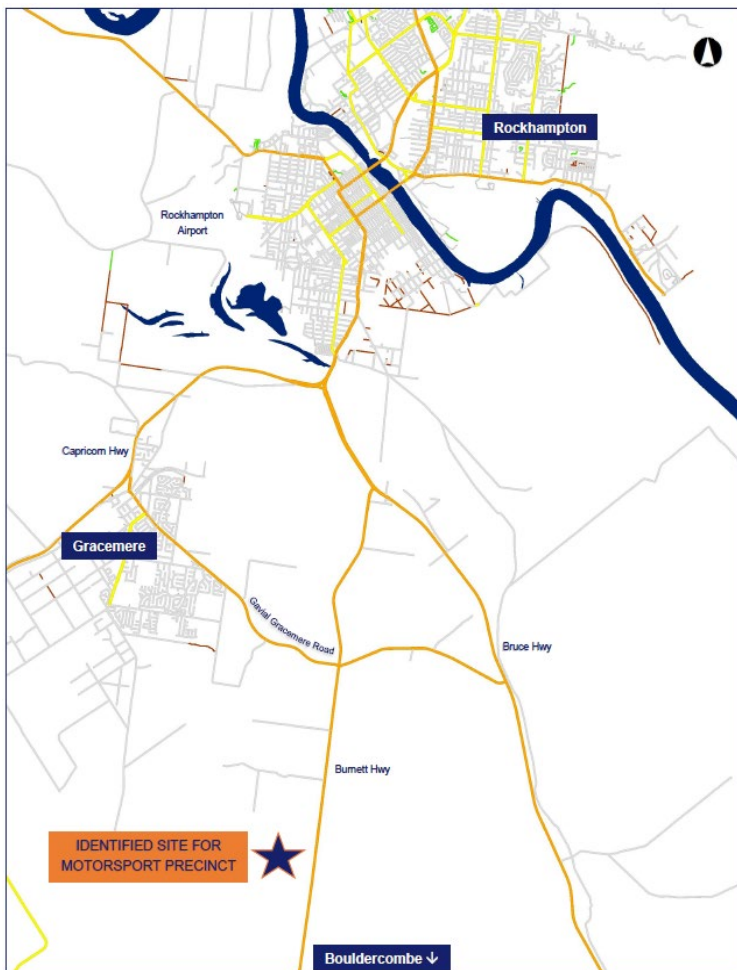 Rockhampton
Rockhampton
Airport
Capricorn Hwy
Gracemere
Gavial Gracemere Road
Bruce Hwy
Burnett Hwy
IDENTIFIED SITE FOR
MOTORSPORT PRECINCT
Bouldercombe ↓